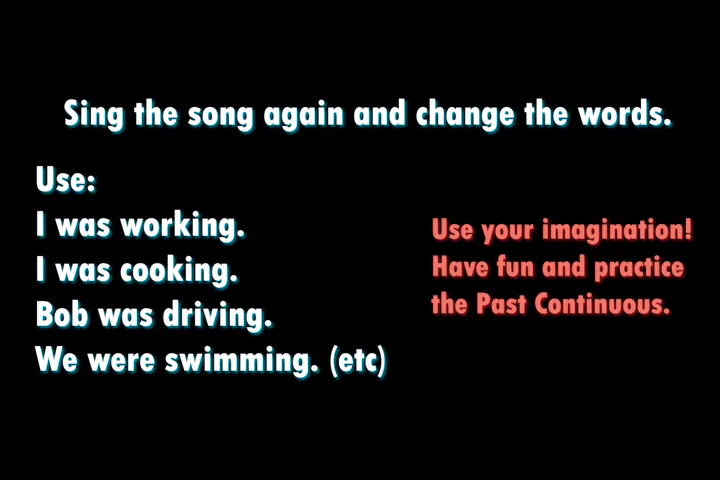 Sing the song again and change the words.
Use:
I was working.
I was cooking.
Bob was driving.
We were swimming. (etc)
Use your imagination!
Have fun and practice
the Past Continuous.